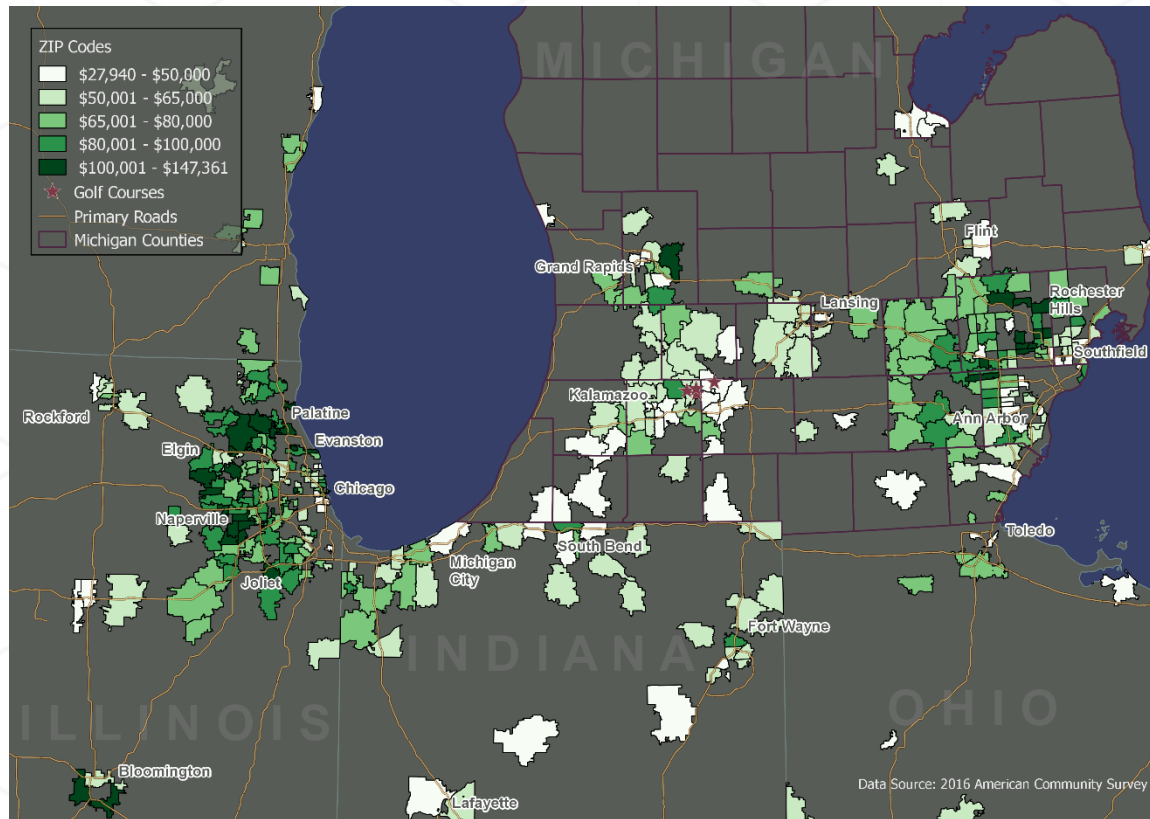 MICHIGAN
ZIP Codes
$27,940 - $50,000
$50,001 - $65,000
$65,001 - $80,000
$80,001 - $100,000
$100,001 - $147,361
Golf Courses
Primary Roads
Michigan Counties
Flint
Grand Rapids
Lansing
Rochester
Hills
Southfield
Kalamazoo
Ann Arbor
Rockford
Palatine
Evanston
Elgin
Chicago
Naperville
Joliet
Michigan
City
South Bend
Toledo
Fort Wayne
INDIANA
ILLINOIS
OHIO
Bloomington
Lafayette
Data Source: 2016 American Community Survey